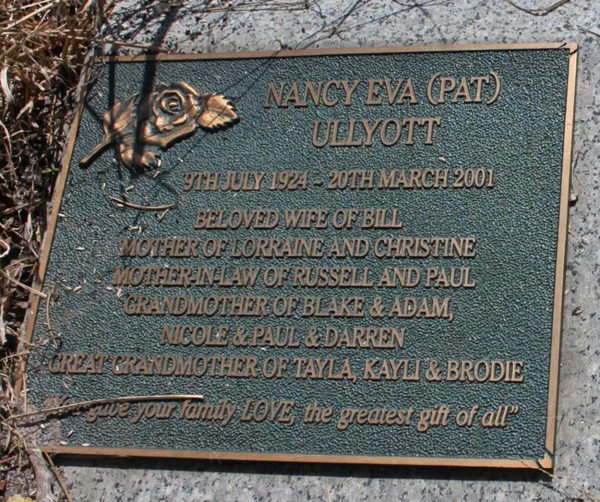 NANCY EVA (PAT)
ULLYOTT
9TH JULY 1924 - 20TH MARCH 2001
BELOVED WIFE OF BILL
MOTHER OF LORRAINE AND CHRISTINE
MOTHER-IN-LAW OF RUSSELL AND PAUL
GRANDMOTHER OF BLAKE & ADAM,
NICOLE & PAUL & DARREN
GREAT GRANDMOTHER OF TAYLA, KAYLI & BRODIE
gave your family LOVE, the greatest gift of all"